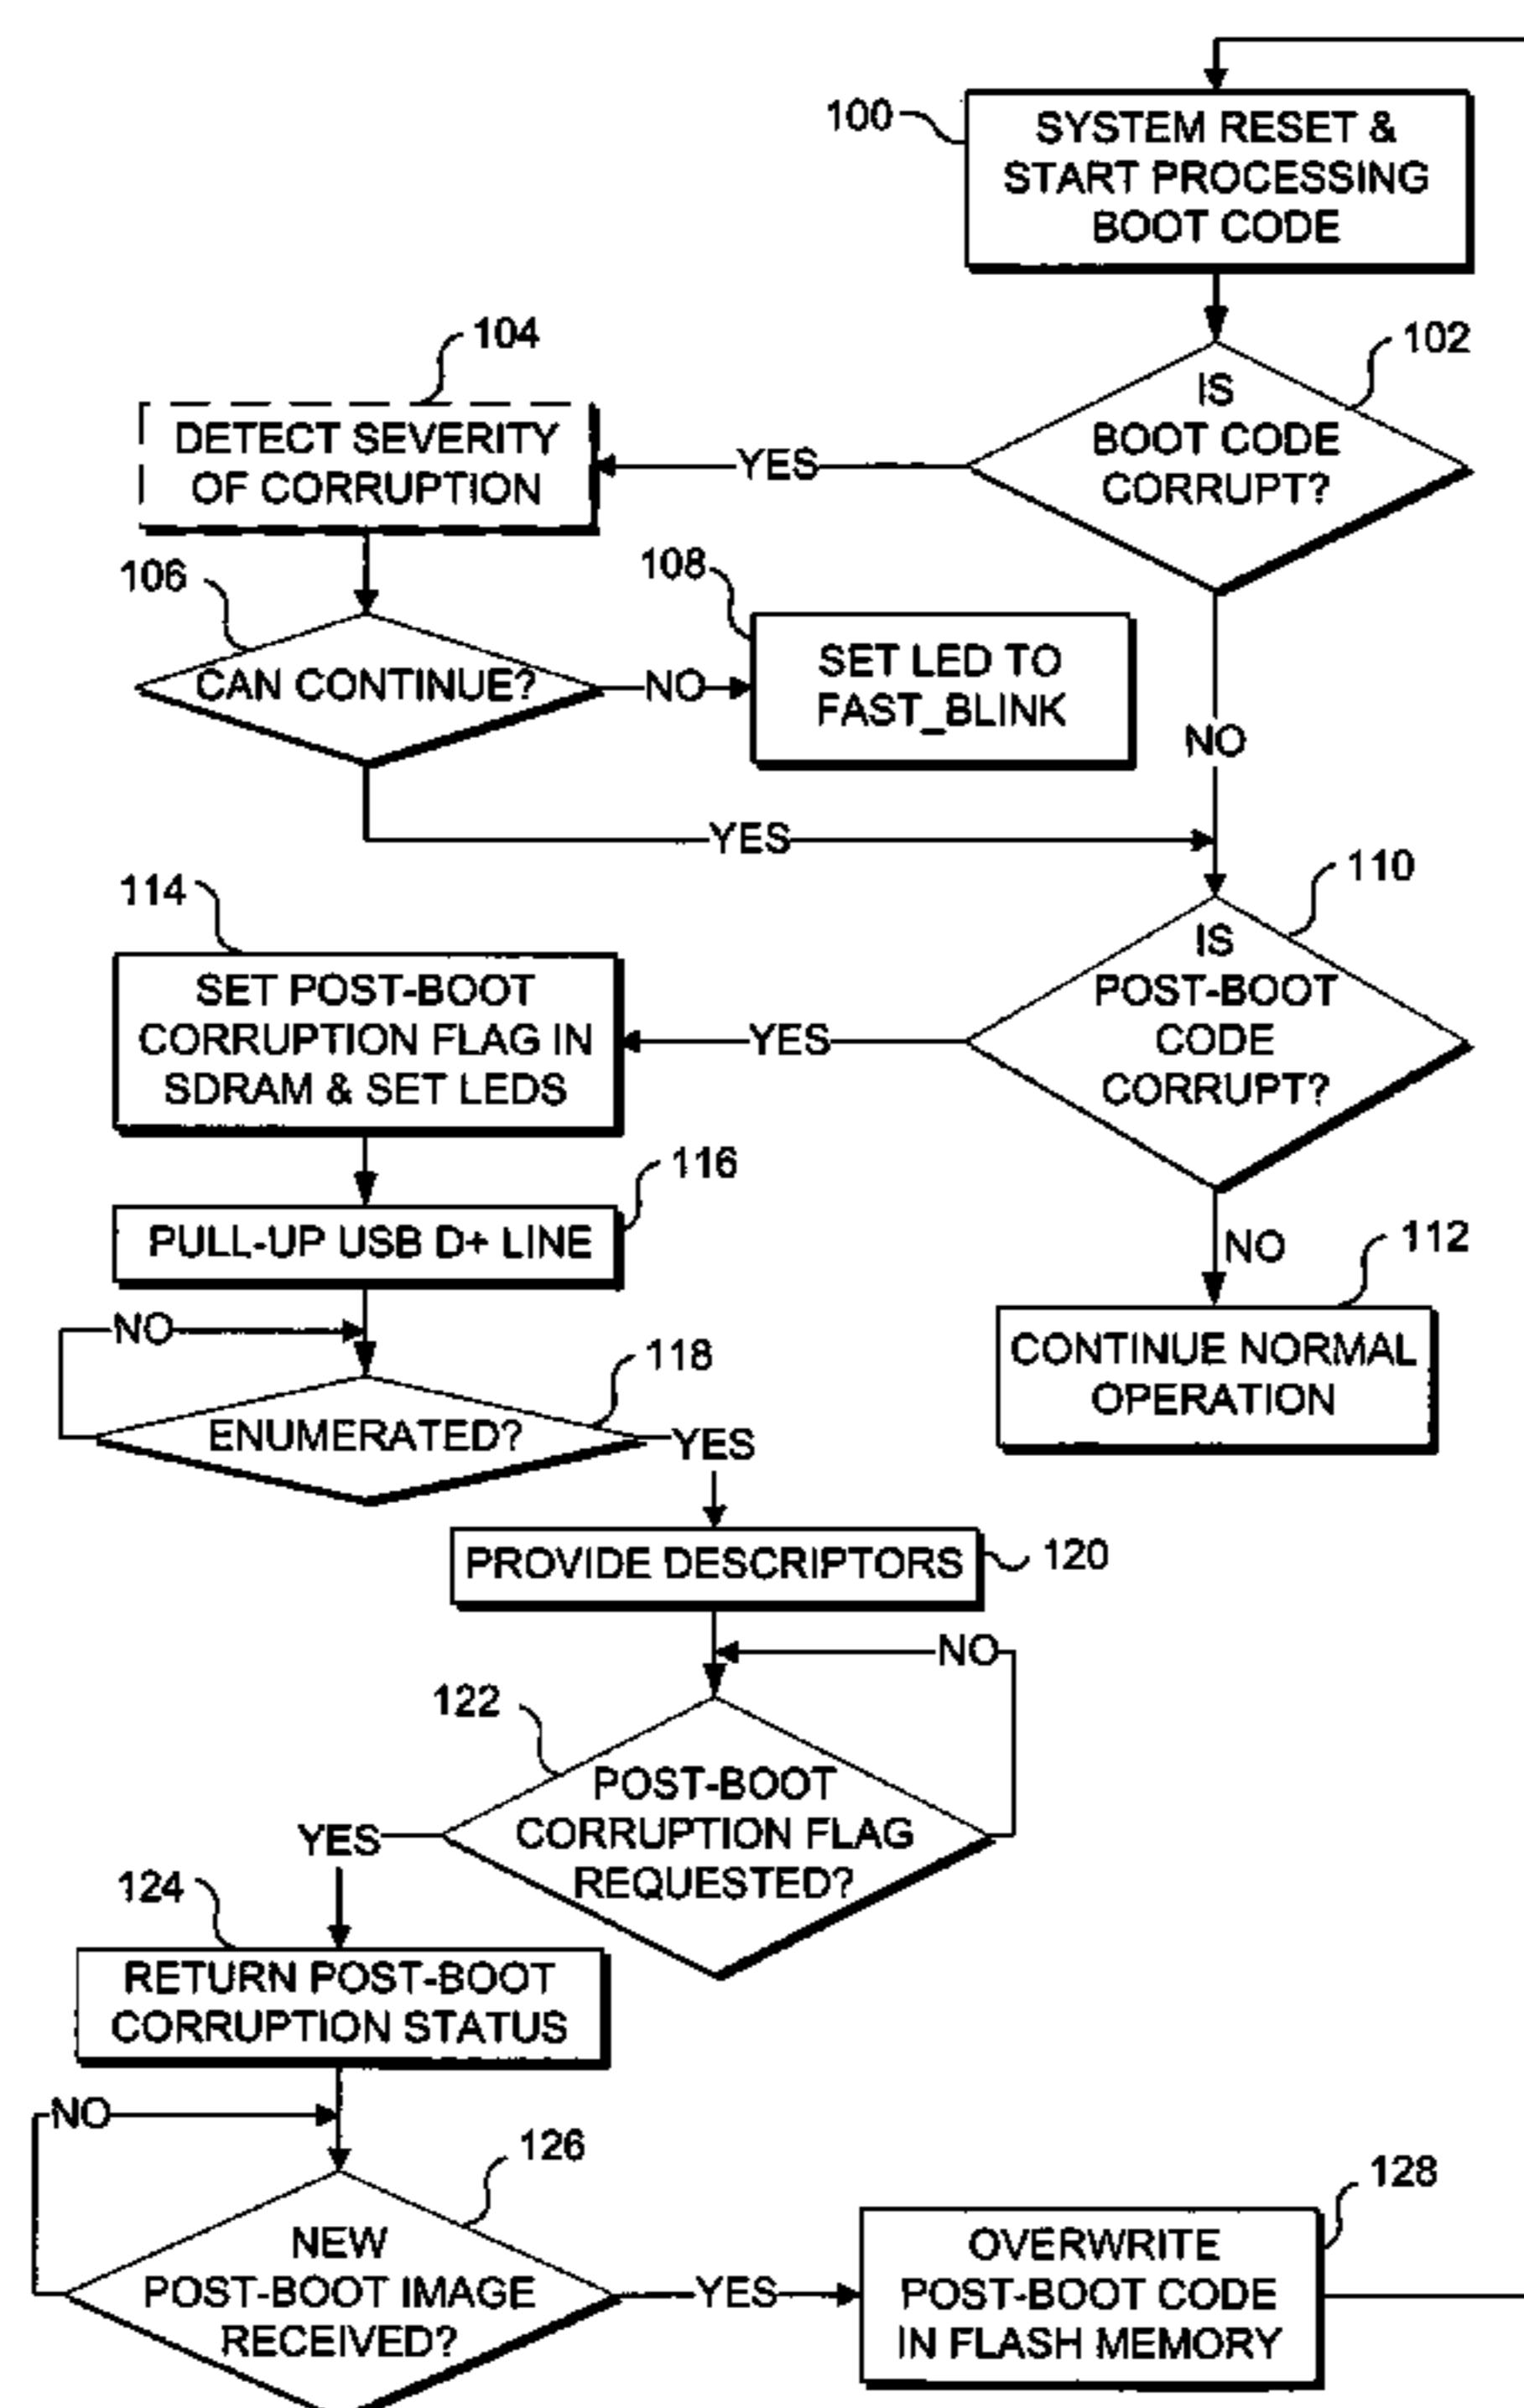 100
SYSTEM RESET &
START PROCESSING
BOOT CODE
102
IS
BOOT CODE
CORRUPT?
YES
NO
104
DETECT SEVERITY
OF CORRUPTION
106
CAN CONTINUE?
NO
YES
108
SET LED TO
FAST_BLINK
110
IS
POST-BOOT
CODE
CORRUPT?
YES
NO
112
CONTINUE NORMAL
OPERATION
114
SET POST-BOOT
CORRUPTION FLAG IN
SDRAM & SET LEDS
116
PULL-UP USB D+ LINE
NO
118
ENUMERATED?
YES
PROVIDE DESCRIPTORS
120
NO
122
POST-BOOT
CORRUPTION FLAG
REQUESTED?
YES
124
RETURN POST-BOOT
CORRUPTION STATUS
NO
126
NEW
POST-BOOT IMAGE
RECEIVED?
YES
128
OVERWRITE
POST-BOOT CODE
IN FLASH MEMORY